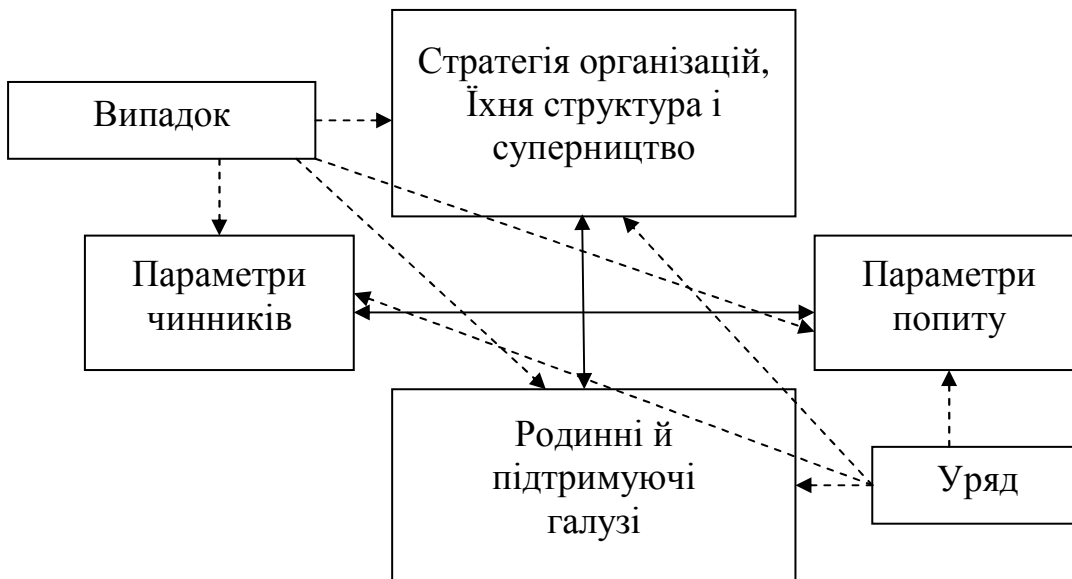 Стратегія організацій,
Їхня структура і
суперництво
Випадок
Параметри
чинників
Параметри
попиту
Родинні й
підтримуючі
галузі
Уряд